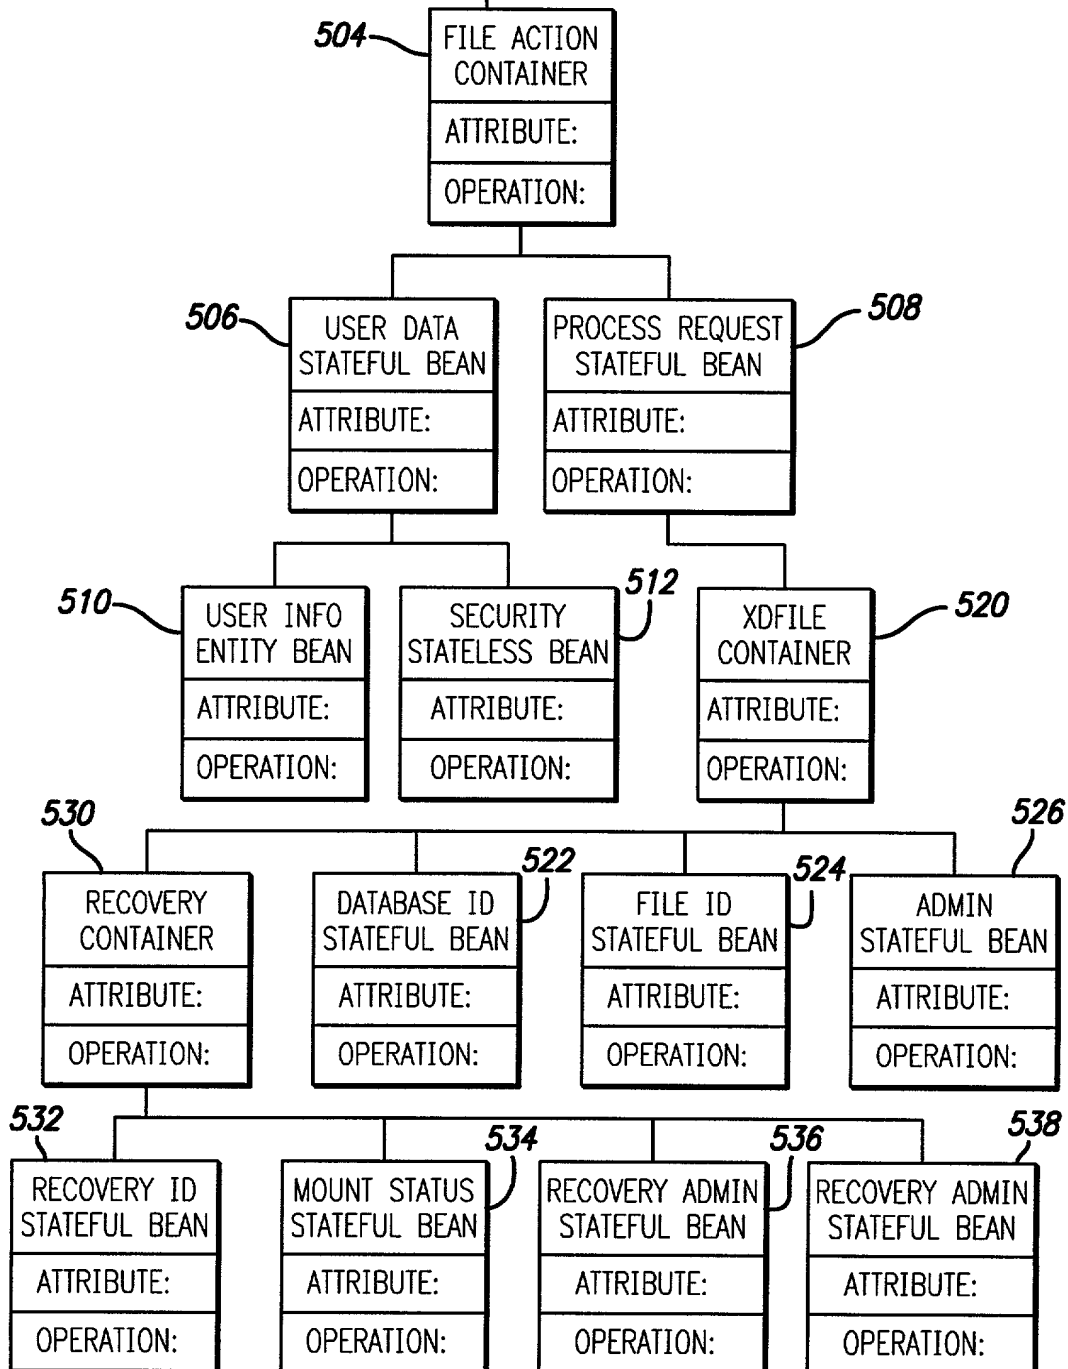 504
FILE ACTION
CONTAINER
ATTRIBUTE:
OPERATION:
506
USER DATA
STATEFUL BEAN
ATTRIBUTE:
OPERATION:
PROCESS REQUEST
STATEFUL BEAN
508
ATTRIBUTE:
OPERATION:
510
USER INFO
ENTITY BEAN
ATTRIBUTE:
OPERATION:
SECURITY
STATELESS BEAN
512
ATTRIBUTE:
OPERATION:
XDFILE
CONTAINER
520
ATTRIBUTE:
OPERATION:
530
RECOVERY
CONTAINER
ATTRIBUTE:
OPERATION:
522
DATABASE ID
STATEFUL BEAN
ATTRIBUTE:
OPERATION:
524
FILE ID
STATEFUL BEAN
ATTRIBUTE:
OPERATION:
526
ADMIN
STATEFUL BEAN
ATTRIBUTE:
OPERATION:
532
RECOVERY ID
STATEFUL BEAN
ATTRIBUTE:
OPERATION:
534
MOUNT STATUS
STATEFUL BEAN
ATTRIBUTE:
OPERATION:
536
RECOVERY ADMIN
STATEFUL BEAN
ATTRIBUTE:
OPERATION:
538
RECOVERY ADMIN
STATEFUL BEAN
ATTRIBUTE:
OPERATION: